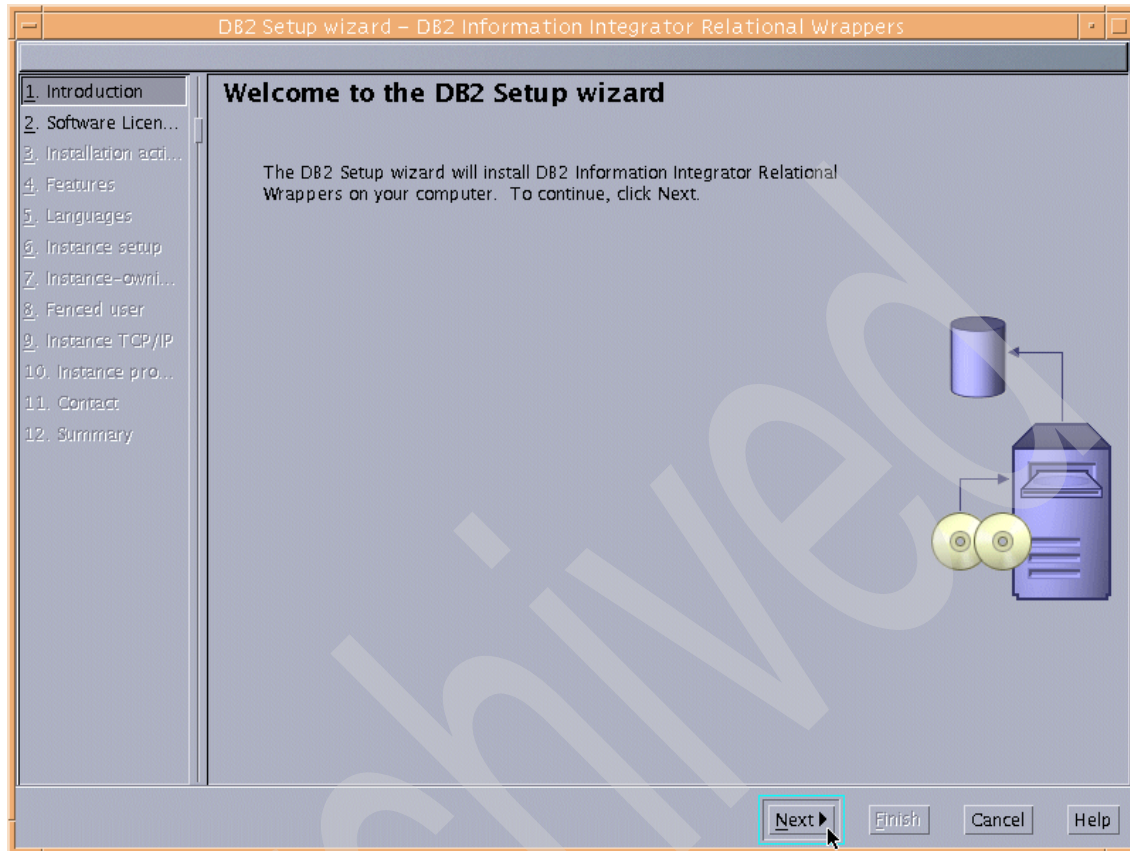 DB2 Setup wizard – DB2 Information Integrator Relational Wrappers
1. Introduction
2. Software Licen...
3. Installation acti...
4. Features
5. Languages
6. Instance setup
7. Instance-owni...
8. Fenced user
9. Instance TCP/IP
10. Instance pro...
11. Contact
12. Summary
Welcome to the DB2 Setup wizard
The DB2 Setup wizard will install DB2 Information Integrator Relational
Wrappers on your computer. To continue, click Next.
Next
Finish
Cancel
Help
hived